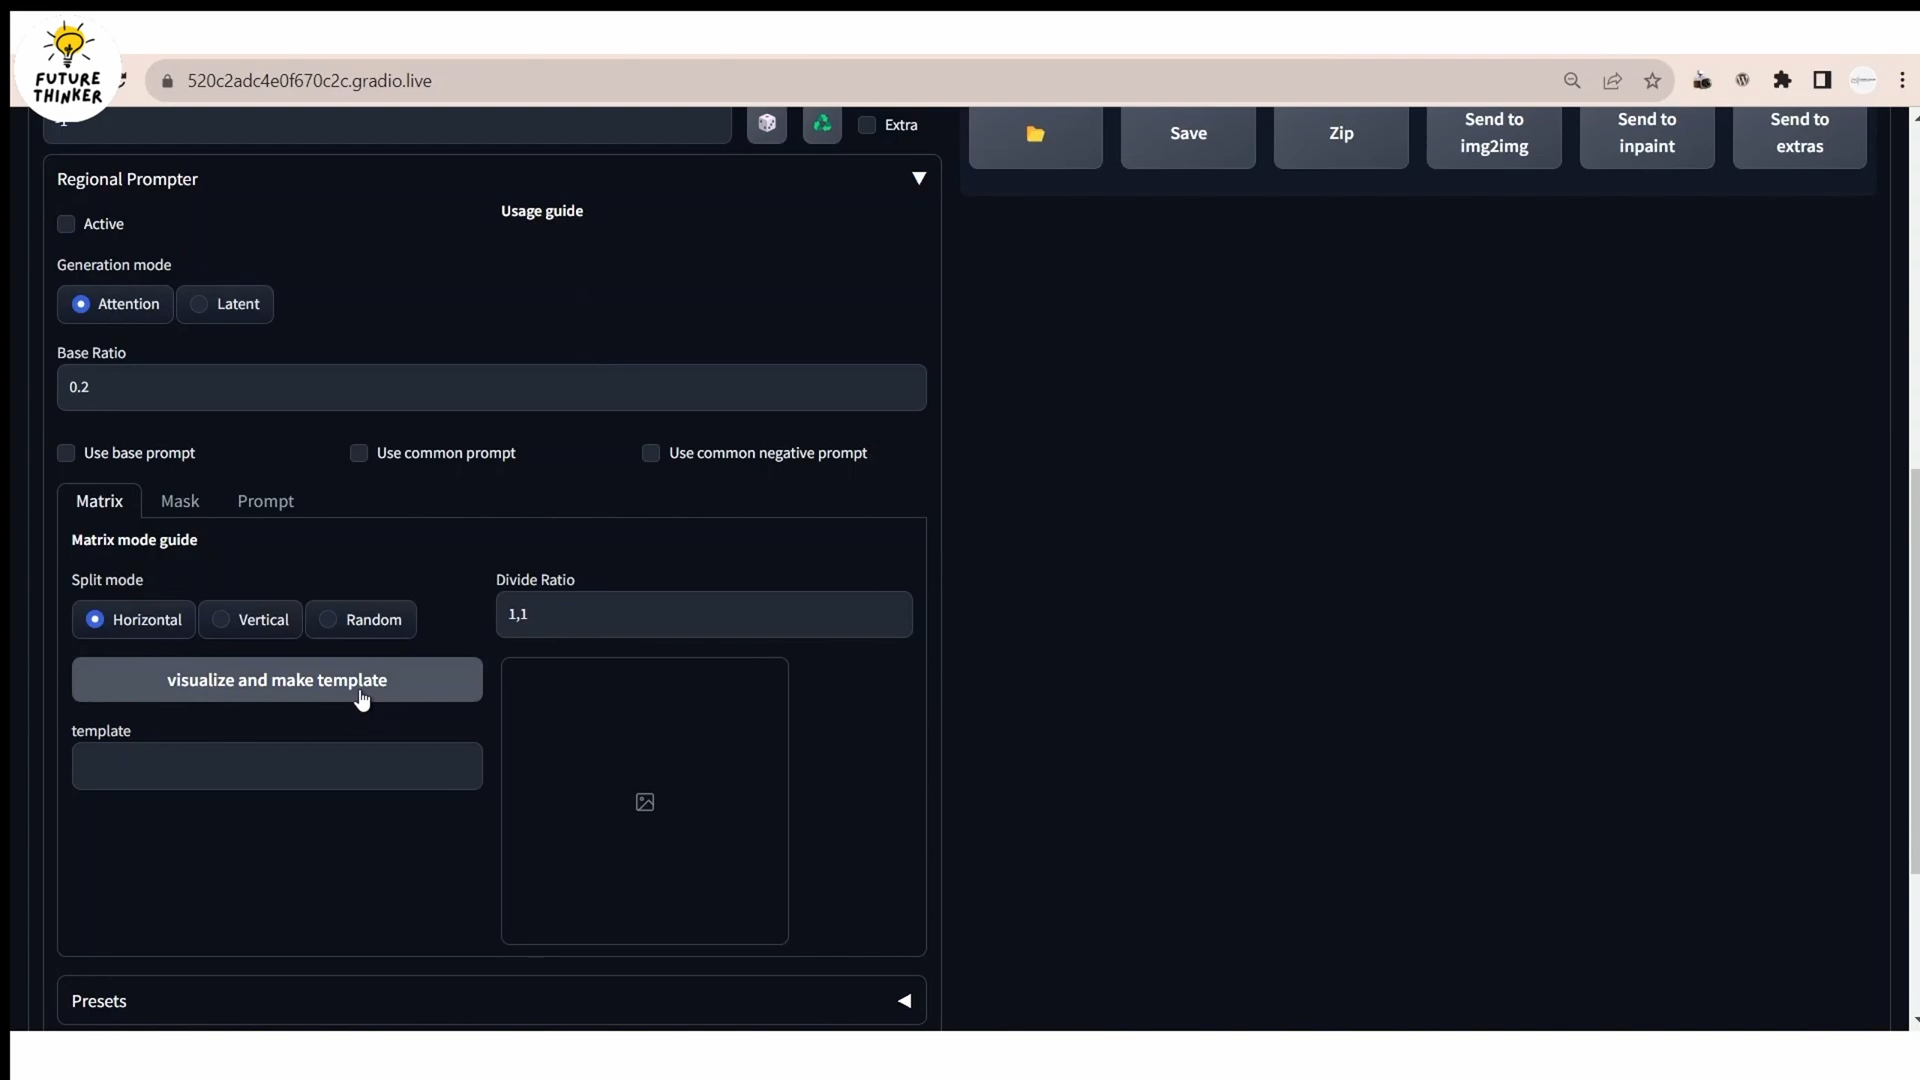 FUTURE
THINKER
520c2adc4e0f670c2c.gradio.live
Extra
Save
Zip
Send to
img2img
Send to
inpaint
Send to
extras
Regional Prompter
Active
Usage guide
Generation mode
Attention
Latent
Base Ratio
0.2
Use base prompt
Use common prompt
Use common negative prompt
Matrix
Mask
Prompt
Matrix mode guide
Split mode
Divide Ratio
Horizontal
Vertical
Random
1,1
visualize and make template
template
Presets